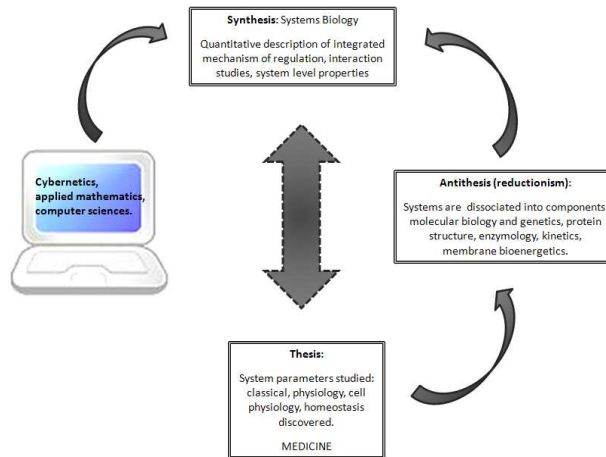 Synthesis: Systems Biology
Quantitative description of integrated
mechanism of regulation, interaction
studies, system level properties
Cybernetics,
applied mathematics,
computer sciences.
Antithesis (reductionism):
Systems are dissociated into components:
molecular biology and genetics, protein
structure, enzymology, kinetics,
membrane bioenergetics.
Thesis:
System parameters studied:
classical, physiology, cell
physiology, homeostasis
discovered.
MEDICINE